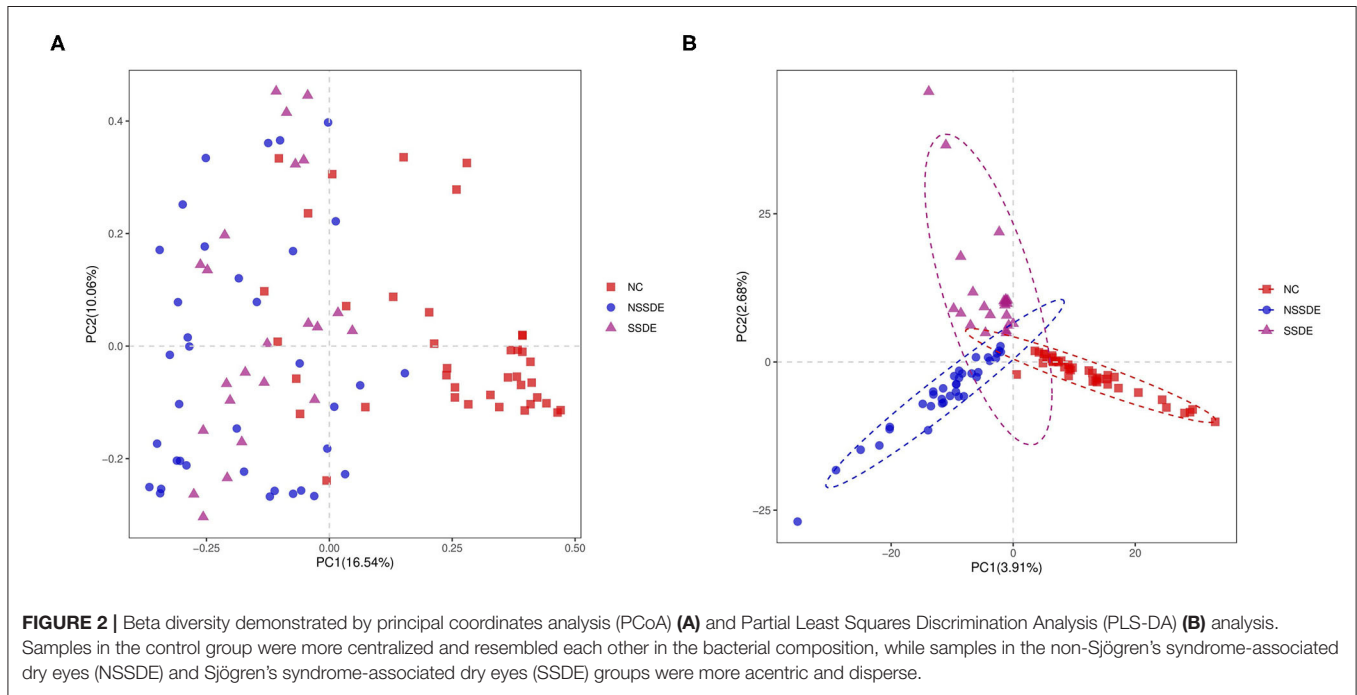 A
B
0.4
0.2
0.0
−0.2
PC2(10.06%)
−0.25
0.00
0.25
0.50
PC1(16.54%)
NC
NSSDE
SSDE
25
0
−25
PC2(2.68%)
−20
0
20
PC1(3.91%)
NC
NSSDE
SSDE
FIGURE 2 | Beta diversity demonstrated by principal coordinates analysis (PCoA) (A) and Partial Least Squares Discrimination Analysis (PLS-DA) (B) analysis.
Samples in the control group were more centralized and resembled each other in the bacterial composition, while samples in the non-Sjögren's syndrome-associated
dry eyes (NSSDE) and Sjögren's syndrome-associated dry eyes (SSDE) groups were more acentric and disperse.